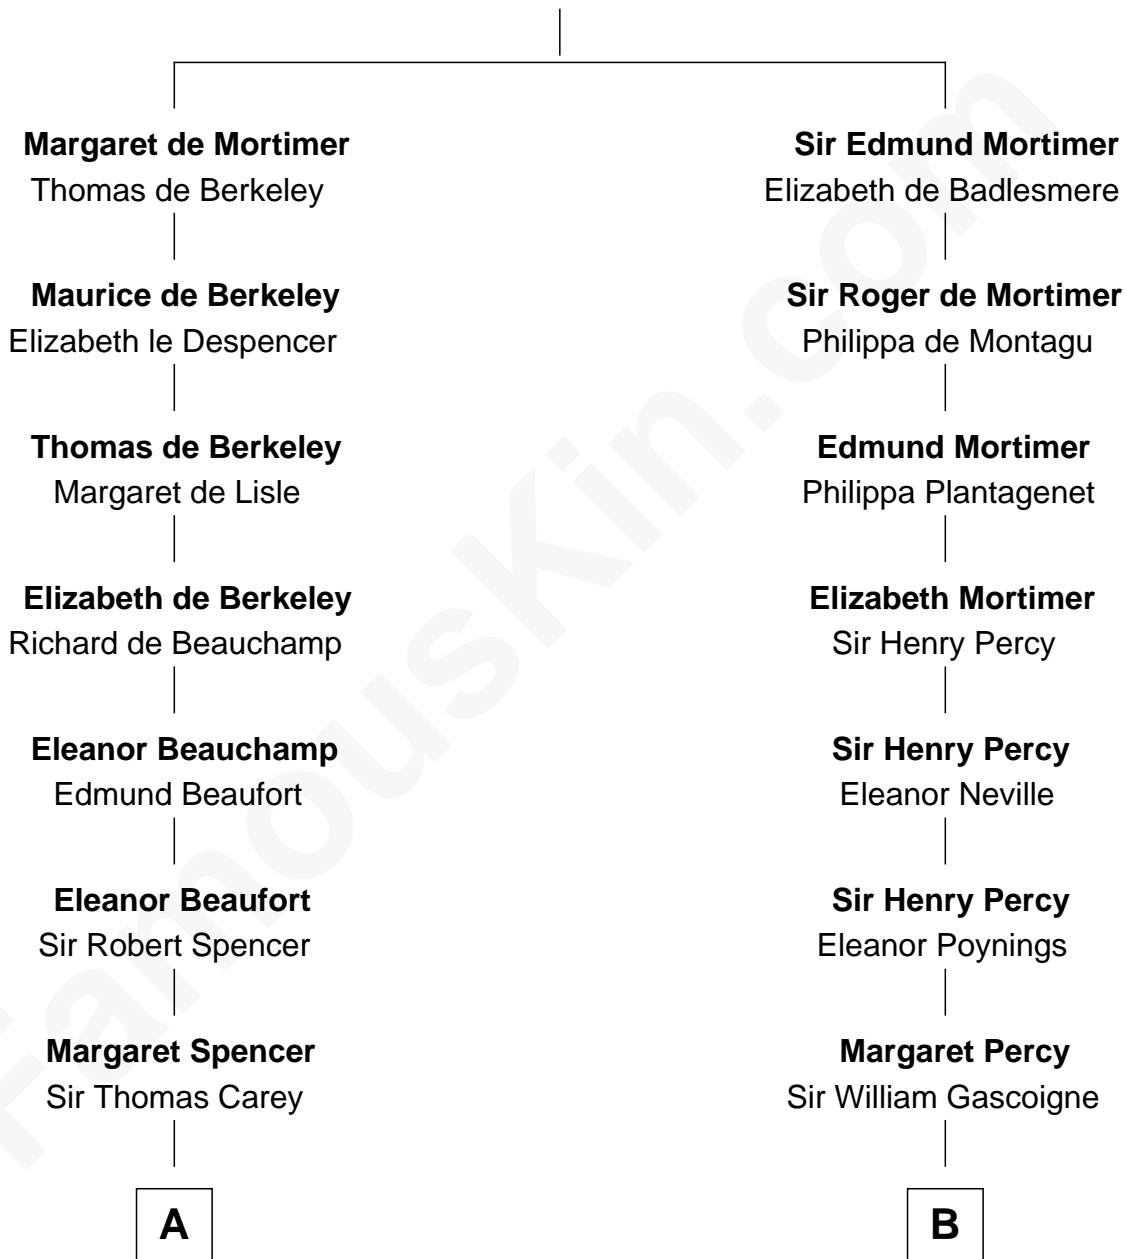 Margaret de Mortimer
Thomas de Berkeley
Maurice de Berkeley
Elizabeth le Despencer
Thomas de Berkeley
Margaret de Lisle
Elizabeth de Berkeley
Richard de Beauchamp
Eleanor Beauchamp
Edmund Beaufort
Eleanor Beaufort
Sir Robert Spencer
Margaret Spencer
Sir Thomas Carey
A
Sir Edmund Mortimer
Elizabeth de Badlesmere
Sir Roger de Mortimer
Philippa de Montagu
Edmund Mortimer
Philippa Plantagenet
Elizabeth Mortimer
Sir Henry Percy
Sir Henry Percy
Eleanor Neville
Sir Henry Percy
Eleanor Poynings
Margaret Percy
Sir William Gascoigne
B
FamousKin.com